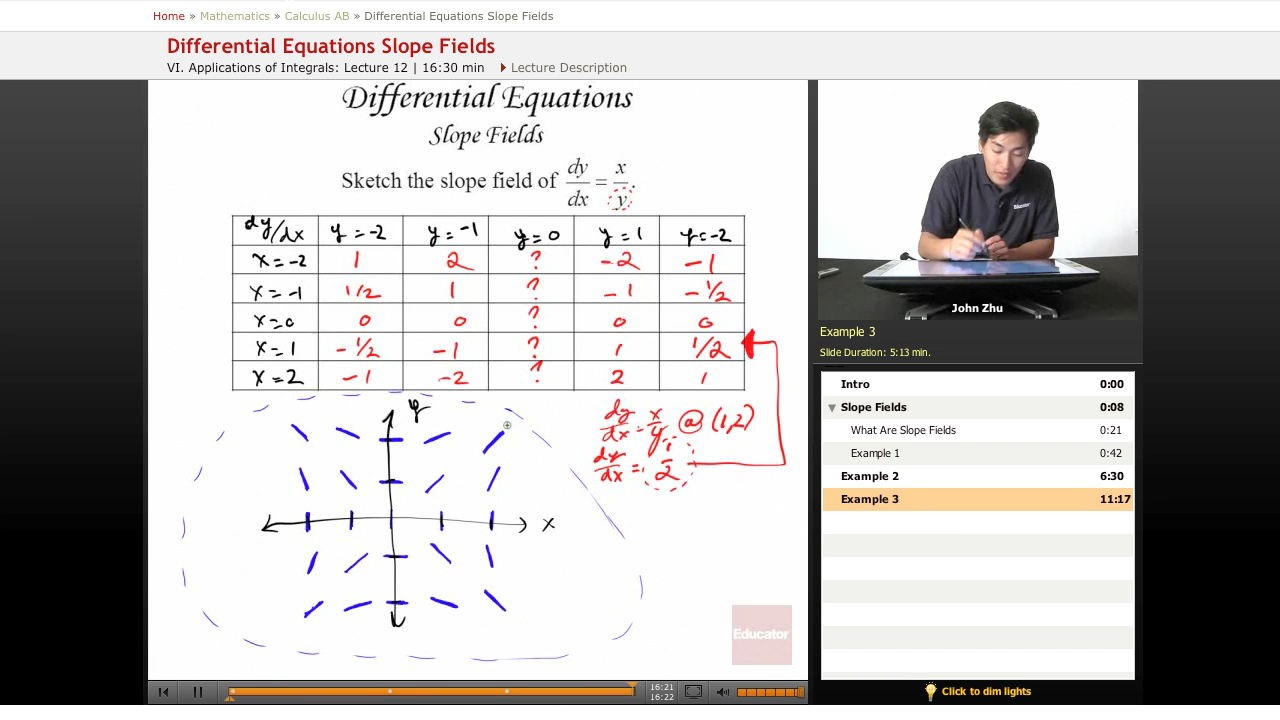 Home » Mathematics » Calculus AB » Differential Equations Slope Fields
Differential Equations Slope Fields
VI. Applications of Integrals: Lecture 12 | 16:30 min Lecture Description
Differential Equations
Slope Fields
Sketch the slope field of dy/dx = x/y.
dy/dx y=-2 y=-1 y=0 y=1 y=-2
x=-2 1 2 ? -2 -1
x=-1 1/2 1 ? -1 -1/2
x=0 0 0 ? 0 0
x=1 -1/2 -1 ? 1 1/2
x=2 -1 -2 ? 2 1
y
x
dy/dx = x/y @ (1,2)
dy/dx = 1/2
Educator
16:21
16:22
Educator
John Zhu
Example 3
Slide Duration: 5:13 min.
Intro 0:00
Slope Fields 0:08
What Are Slope Fields 0:21
Example 1 0:42
Example 2 6:30
Example 3 11:17
Click to dim lights